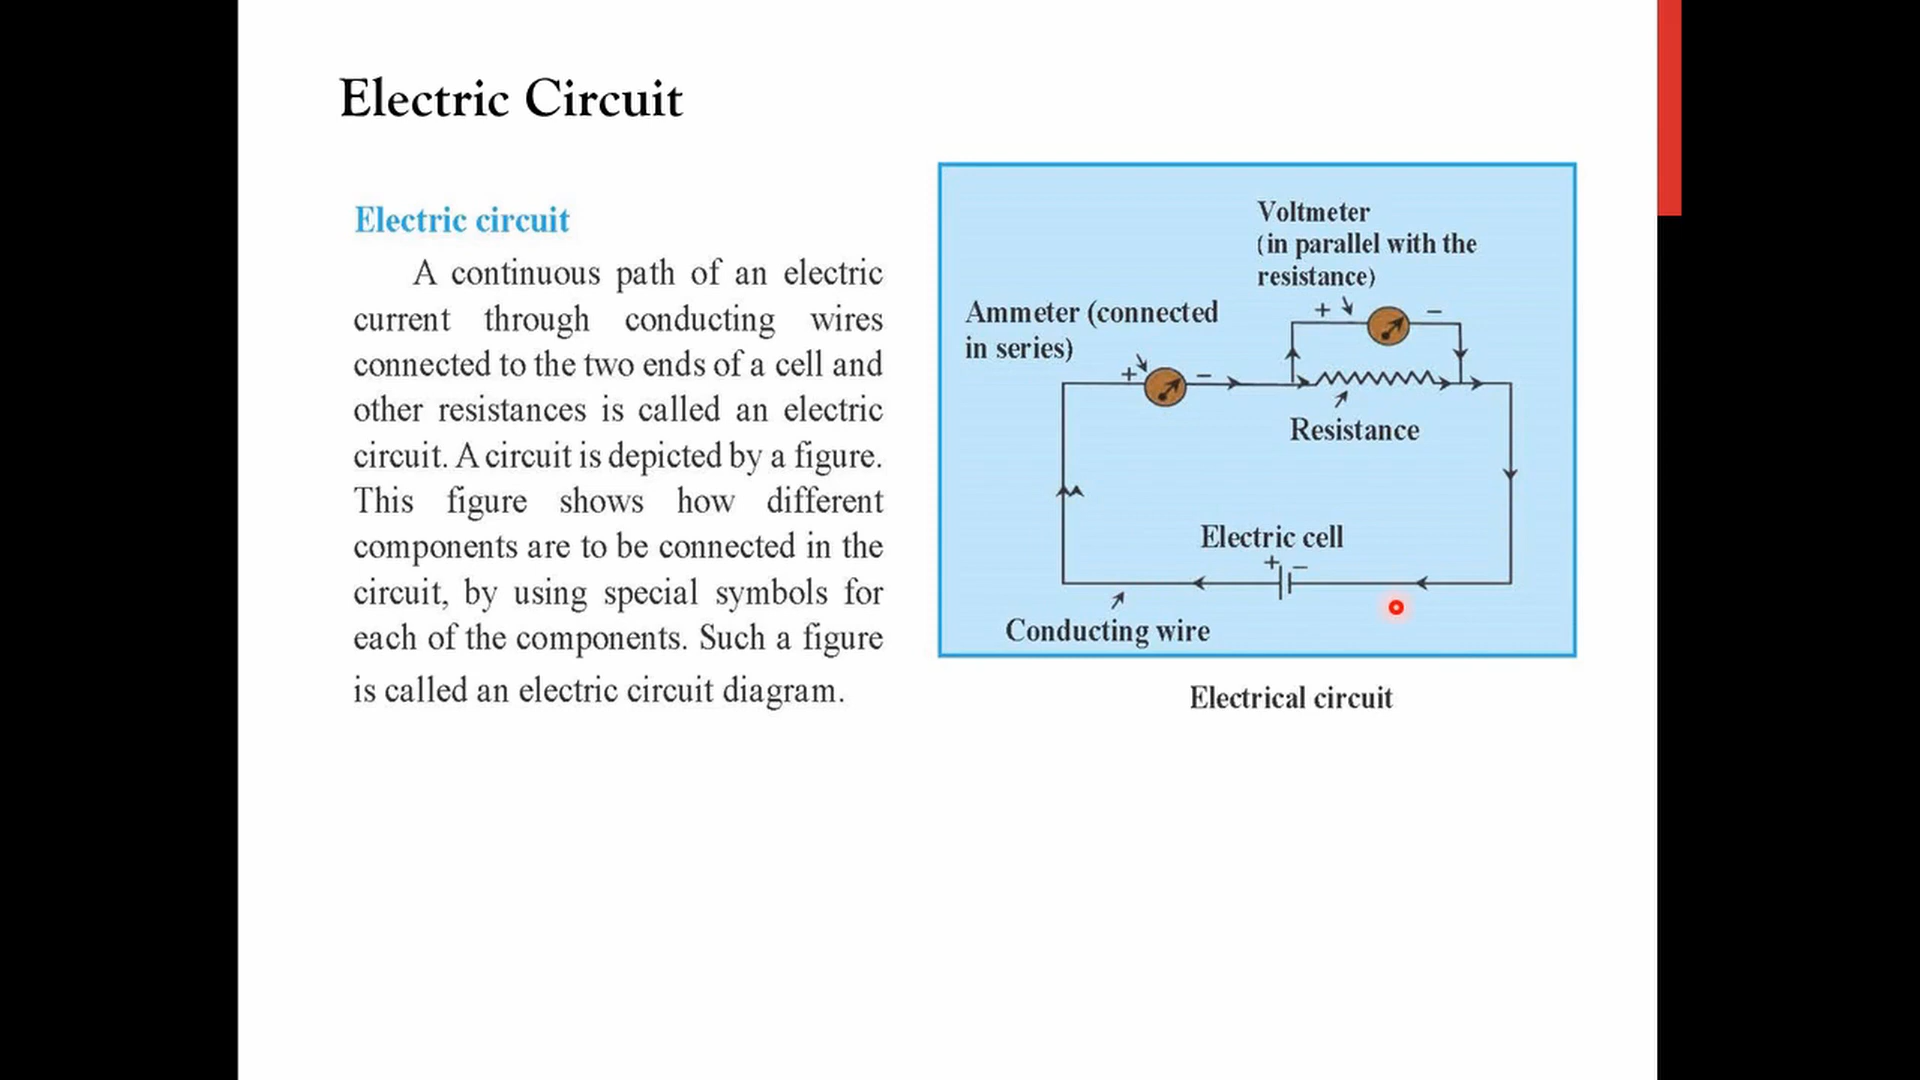 Electric Circuit
Electric circuit
A continuous path of an electric
current through conducting wires
connected to the two ends of a cell and
other resistances is called an electric
circuit. A circuit is depicted by a figure.
This figure shows how different
components are to be connected in the
circuit, by using special symbols for
each of the components. Such a figure
is called an electric circuit diagram.
Voltmeter
(in parallel with the
resistance)
+ −
Ammeter (connected
in series)
+ −
Resistance
Electric cell
+ −
Conducting wire
Electrical circuit